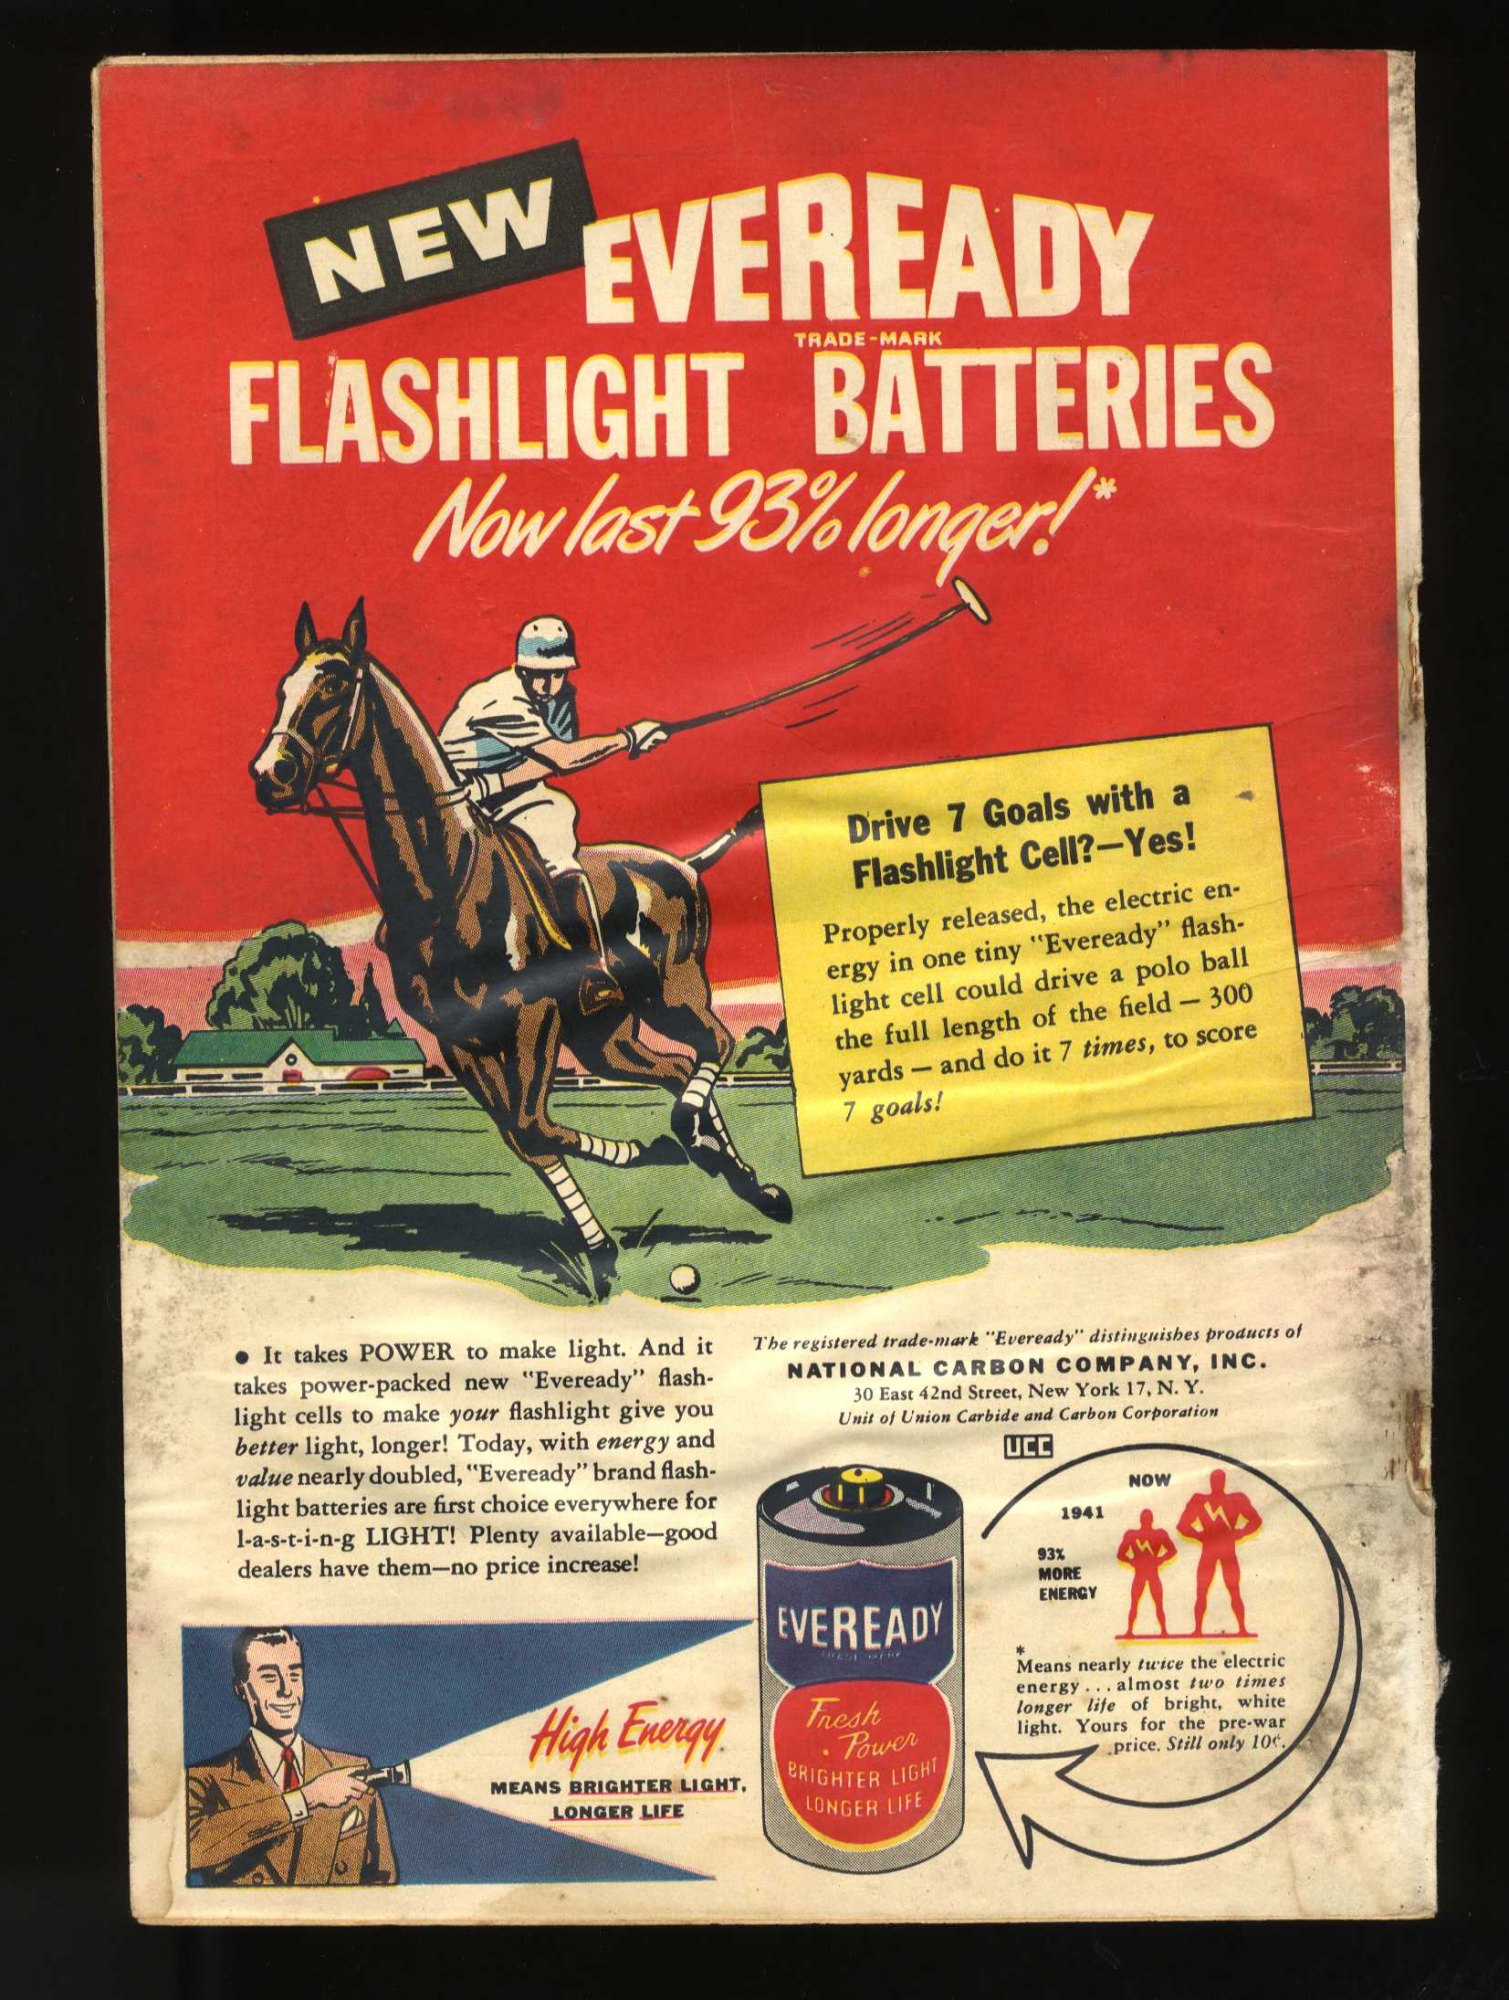 NEW EVEREADY
TRADE-MARK
FLASHLIGHT BATTERIES
Now last 93% longer!*
Drive 7 Goals with a
Flashlight Cell?—Yes!
Properly released, the electric en-
ergy in one tiny "Eveready" flash-
light cell could drive a polo ball
the full length of the field — 300
yards — and do it 7 times, to score
7 goals!
• It takes POWER to make light. And it
takes power-packed new "Eveready" flash-
light cells to make your flashlight give you
better light, longer! Today, with energy and
value nearly doubled, "Eveready" brand flash-
light batteries are first choice everywhere for
l-a-s-t-i-n-g LIGHT! Plenty available—good
dealers have them—no price increase!
The registered trade-mark "Eveready" distinguishes products of
NATIONAL CARBON COMPANY, INC.
30 East 42nd Street, New York 17, N. Y.
Unit of Union Carbide and Carbon Corporation
UCC
NOW
1941
93%
MORE
ENERGY
*
Means nearly twice the electric
energy . . . almost two times
longer life of bright, white
light. Yours for the pre-war
price. Still only 10¢.
EVEREADY
TRADE-MARK
Fresh
Power
BRIGHTER LIGHT
LONGER LIFE
High Energy
MEANS BRIGHTER LIGHT,
LONGER LIFE